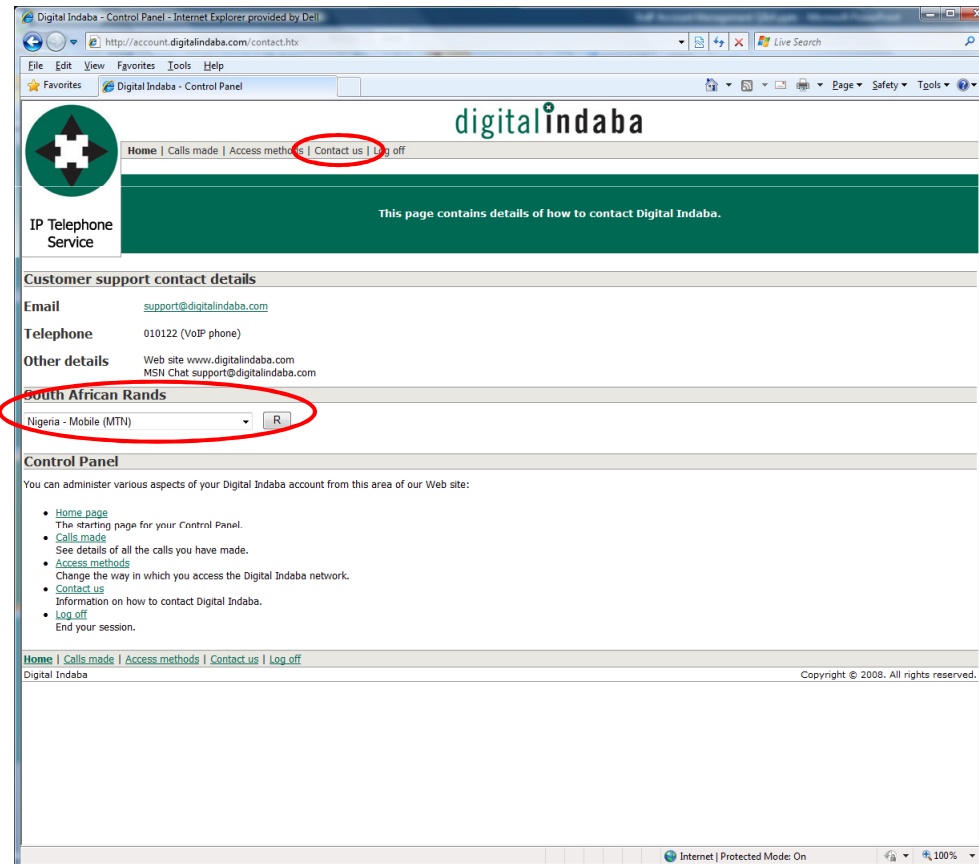 Digital Indaba - Control Panel - Internet Explorer provided by Dell
http://account.digitalindaba.com/contact.htx
Live Search
File Edit View Favorites Tools Help
Favorites Digital Indaba - Control Panel Page Safety Tools
digitalindaba
Home | Calls made | Access methods | Contact us | Log off
IP Telephone
Service
This page contains details of how to contact Digital Indaba.
Customer support contact details
Email support@digitalindaba.com
Telephone 010122 (VoIP phone)
Other details Web site www.digitalindaba.com
MSN Chat support@digitalindaba.com
South African Rands
Nigeria - Mobile (MTN) R
Control Panel
You can administer various aspects of your Digital Indaba account from this area of our Web site:
• Home page
The starting page for your Control Panel.
• Calls made
See details of all the calls you have made.
• Access methods
Change the way in which you access the Digital Indaba network.
• Contact us
Information on how to contact Digital Indaba.
• Log off
End your session.
Home | Calls made | Access methods | Contact us | Log off
Digital Indaba Copyright © 2008. All rights reserved.
Internet | Protected Mode: On 100%